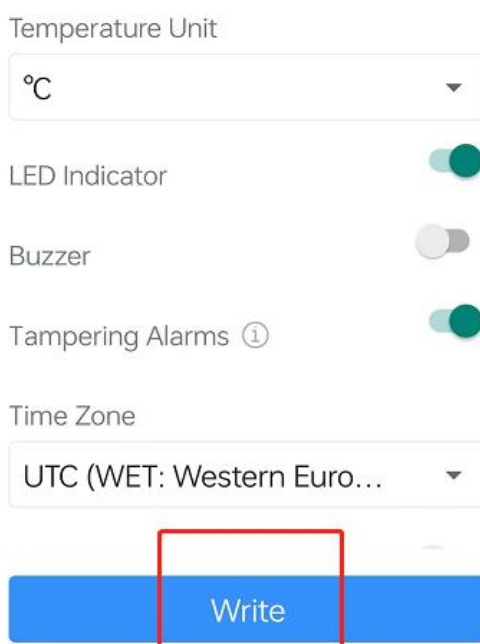 Temperature Unit
℃
LED Indicator
Buzzer
Tampering Alarms ⓘ
Time Zone
UTC (WET: Western Euro...
Write